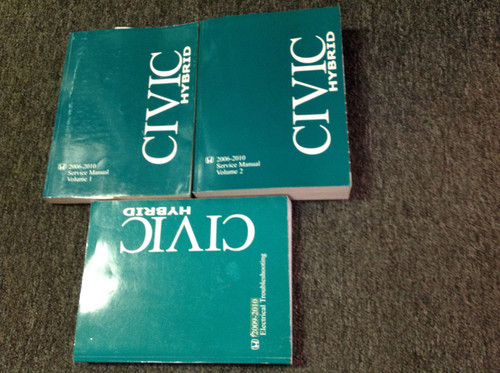 CIVIC
HYBRID
2006-2010
Service Manual
Volume 1
CIVIC
HYBRID
2006-2010
Service Manual
Volume 2
CIVIC
HYBRID
2009-2010
Electrical Troubleshooting